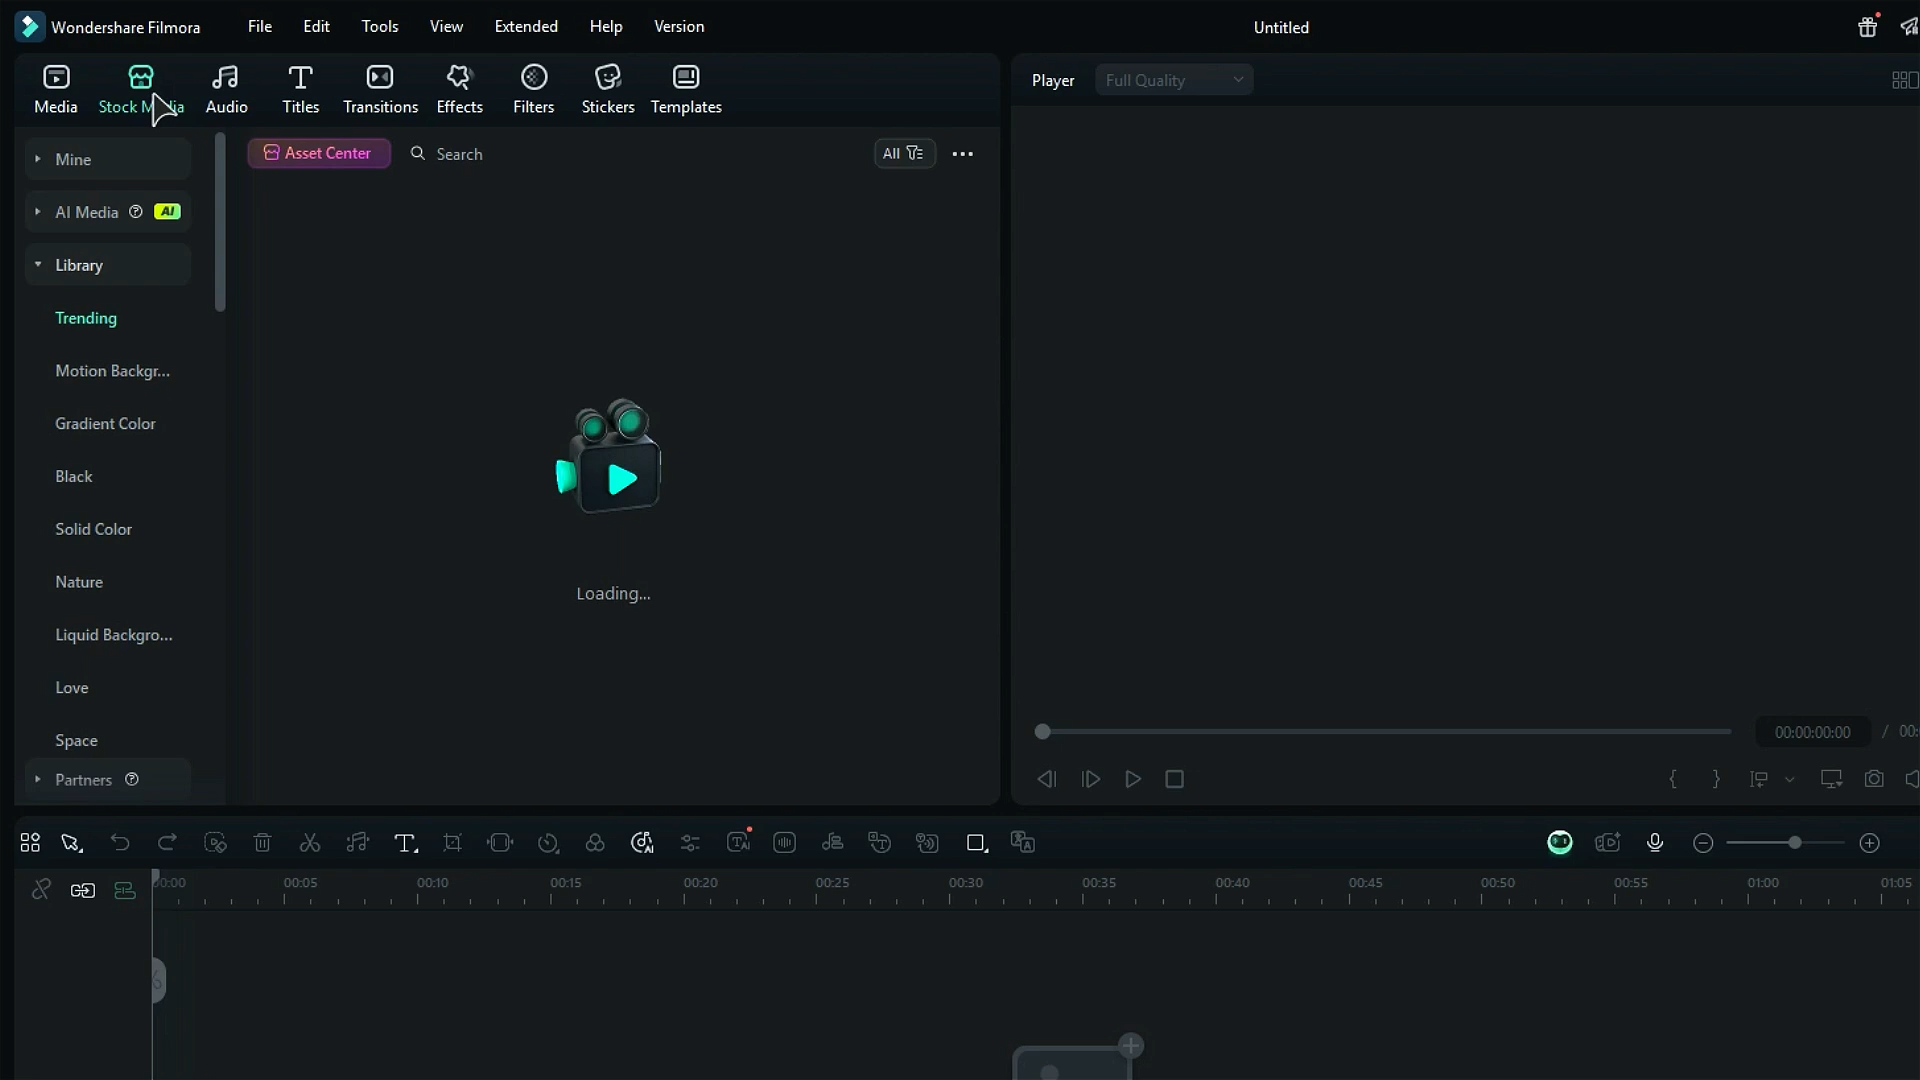 Wondershare Filmora
File
Edit
Tools
View
Extended
Help
Version
Untitled
Media
Stock
Audio
Titles
Transitions
Effects
Filters
Stickers
Templates
Player
Full Quality
Mine
AI Media
AI
Library
Trending
Motion Backgr...
Gradient Color
Black
Solid Color
Nature
Liquid Backgro...
Love
Space
Partners
Asset Center
Search
All
Loading...
00:00:00:00
/ 00:
00:05
00:10
00:15
00:20
00:25
00:30
00:35
00:40
00:45
00:50
00:55
01:00
01:05